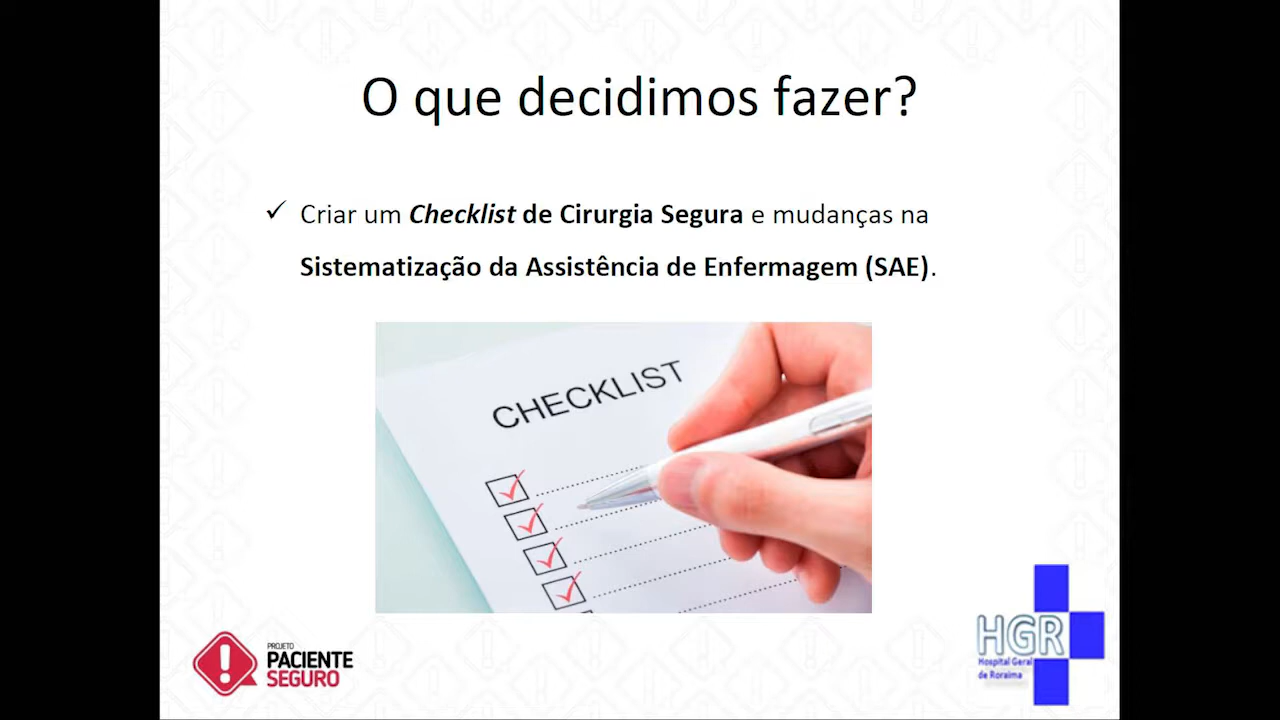 O que decidimos fazer?
✓ Criar um Checklist de Cirurgia Segura e mudanças na
Sistematização da Assistência de Enfermagem (SAE).
CHECKLIST
PROJETO
PACIENTE
SEGURO
HGR
Hospital Geral
de Roraima